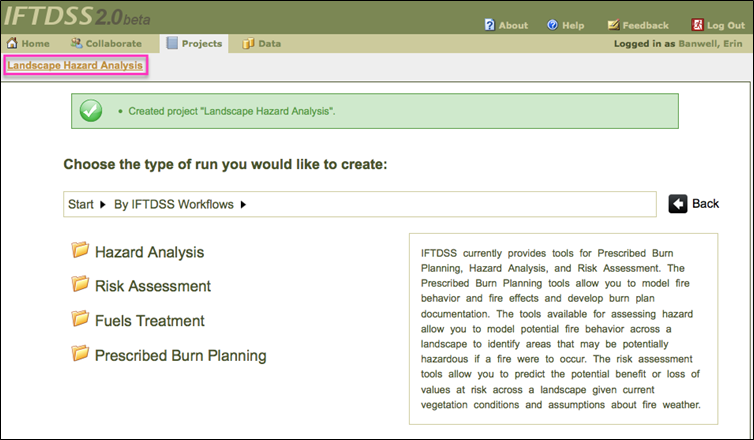 IFTDSS 2.0 beta
About Help Feedback Log Out
Home Collaborate Projects Data Logged in as Banwell, Erin
Landscape Hazard Analysis
• Created project "Landscape Hazard Analysis".
Choose the type of run you would like to create:
Start By IFTDSS Workflows Back
Hazard Analysis
Risk Assessment
Fuels Treatment
Prescribed Burn Planning
IFTDSS currently provides tools for Prescribed Burn
Planning, Hazard Analysis, and Risk Assessment. The
Prescribed Burn Planning tools allow you to model fire
behavior and fire effects and develop burn plan
documentation. The tools available for assessing hazard
allow you to model potential fire behavior across a
landscape to identify areas that may be potentially
hazardous if a fire were to occur. The risk assessment
tools allow you to predict the potential benefit or loss of
values at risk across a landscape given current
vegetation conditions and assumptions about fire weather.